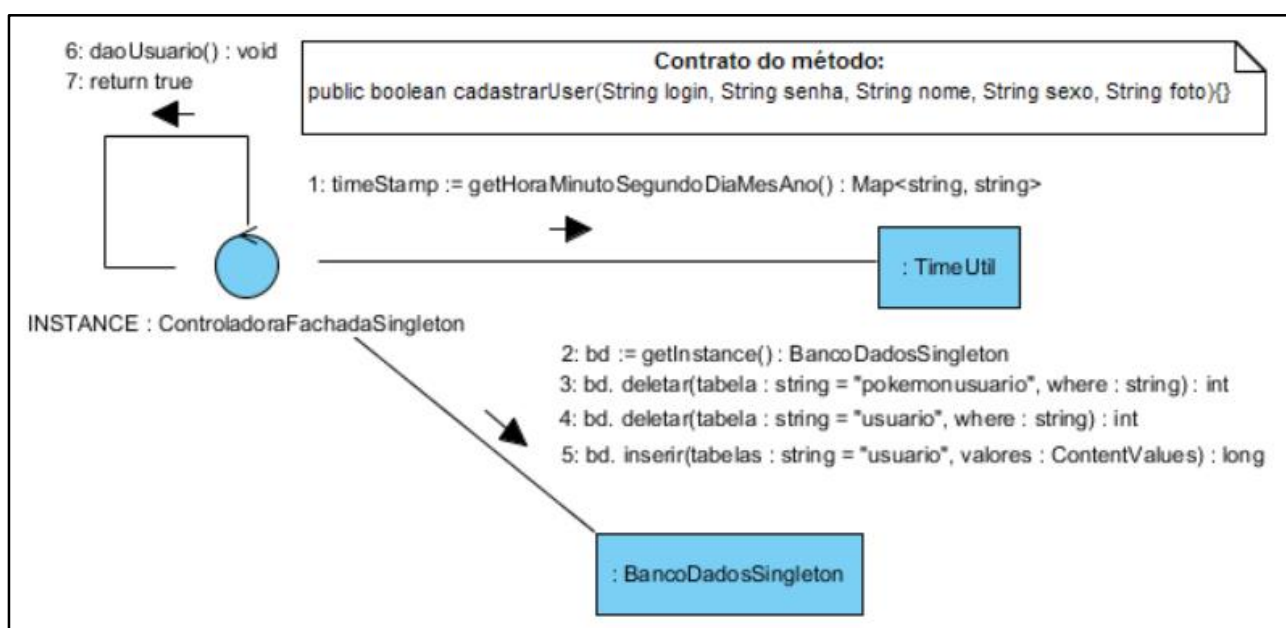 6: daoUsuario() : void
7: return true
Contrato do método:
public boolean cadastrarUser(String login, String senha, String nome, String sexo, String foto){}
1: timeStamp := getHoraMinutoSegundoDiaMesAno() : Map<string, string>
: TimeUtil
INSTANCE : ControladoraFachadaSingleton
2: bd := getInstance() : BancoDadosSingleton
3: bd. deletar(tabela : string = "pokemonusuario", where : string) : int
4: bd. deletar(tabela : string = "usuario", where : string) : int
5: bd. inserir(tabelas : string = "usuario", valores : ContentValues) : long
: BancoDadosSingleton